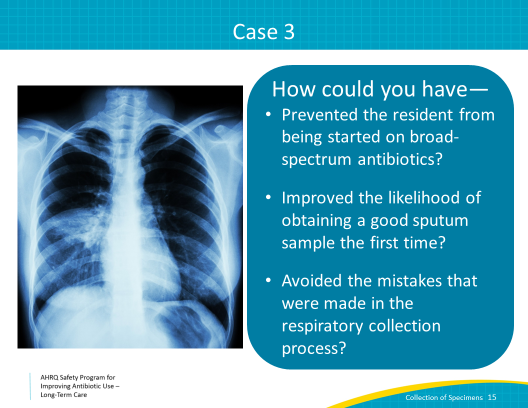 Case 3
How could you have—
• Prevented the resident from
being started on broad-
spectrum antibiotics?
• Improved the likelihood of
obtaining a good sputum
sample the first time?
• Avoided the mistakes that
were made in the
respiratory collection
process?
AHRQ Safety Program for
Improving Antibiotic Use –
Long-Term Care
Collection of Specimens 15